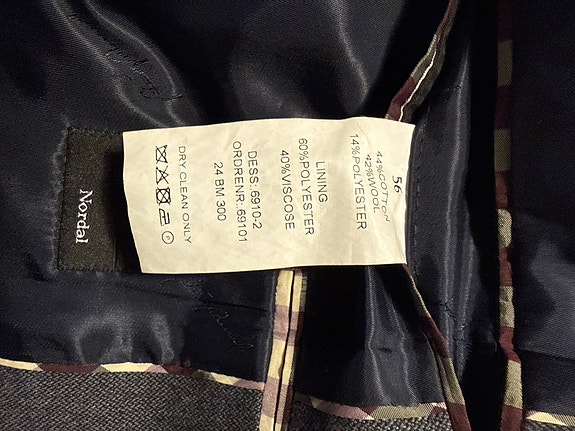 56
44%COTTON
42%WOOL
14%POLYESTER
LINING
60%POLYESTER
40%VISCOSE
DESS: 6910-2
ORDRENR: 69101
24 BM 300
DRY CLEAN ONLY
P
Nordal